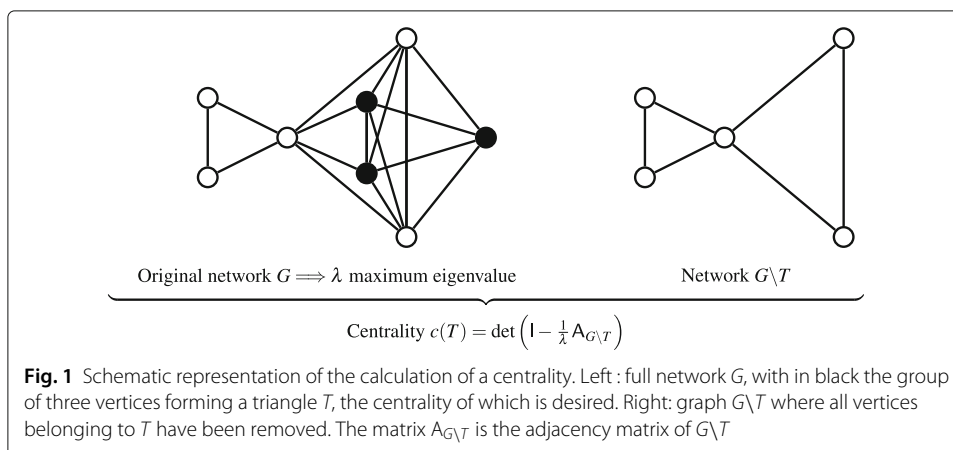 Original network G ⟹ λ maximum eigenvalue
Network G\T
Centrality c(T) = det(I − 1/λ A_{G\T})
Fig. 1 Schematic representation of the calculation of a centrality. Left : full network G, with in black the group
of three vertices forming a triangle T, the centrality of which is desired. Right: graph G\T where all vertices
belonging to T have been removed. The matrix A_{G\T} is the adjacency matrix of G\T